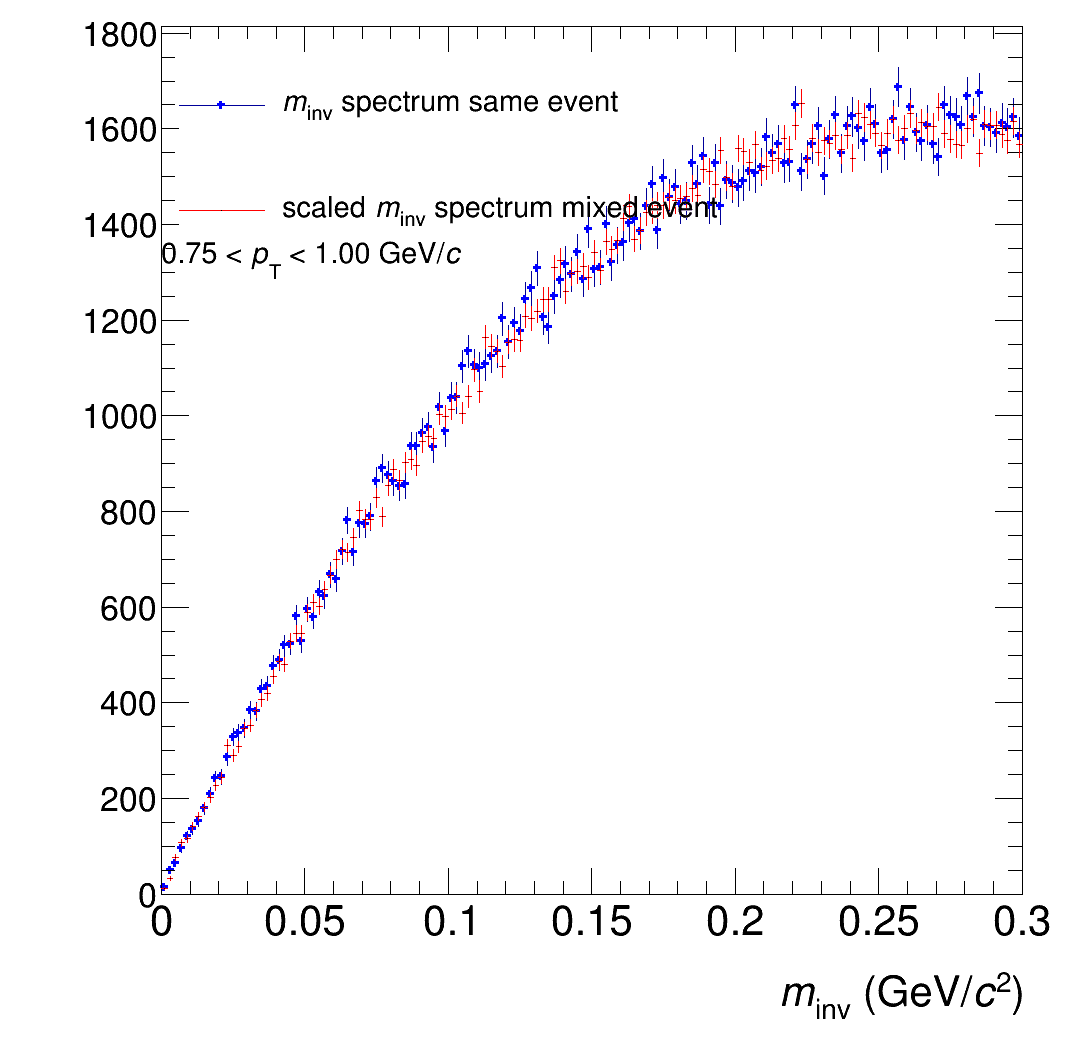 1800
1600
1400
1200
1000
800
600
400
200
0
m_inv spectrum same event
scaled m_inv spectrum mixed event
0.75 < p_T < 1.00 GeV/c
0 0.05 0.1 0.15 0.2 0.25 0.3
m_inv (GeV/c²)